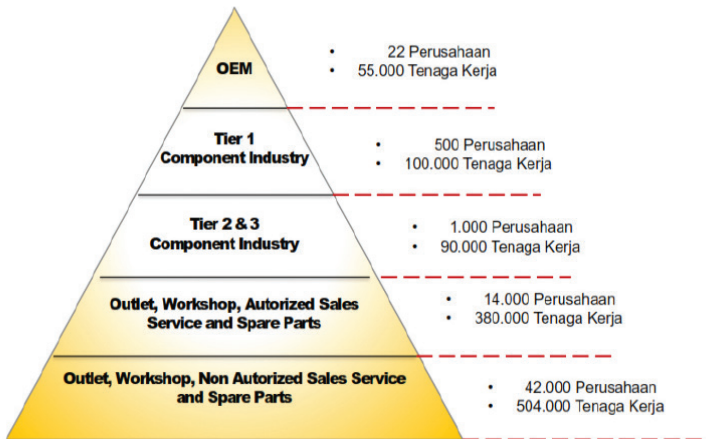 OEM
• 22 Perusahaan
• 55.000 Tenaga Kerja
Tier 1
Component Industry
• 500 Perusahaan
• 100.000 Tenaga Kerja
Tier 2 & 3
Component Industry
• 1.000 Perusahaan
• 90.000 Tenaga Kerja
Outlet, Workshop, Autorized Sales
Service and Spare Parts
• 14.000 Perusahaan
• 380.000 Tenaga Kerja
Outlet, Workshop, Non Autorized Sales Service
and Spare Parts
• 42.000 Perusahaan
• 504.000 Tenaga Kerja